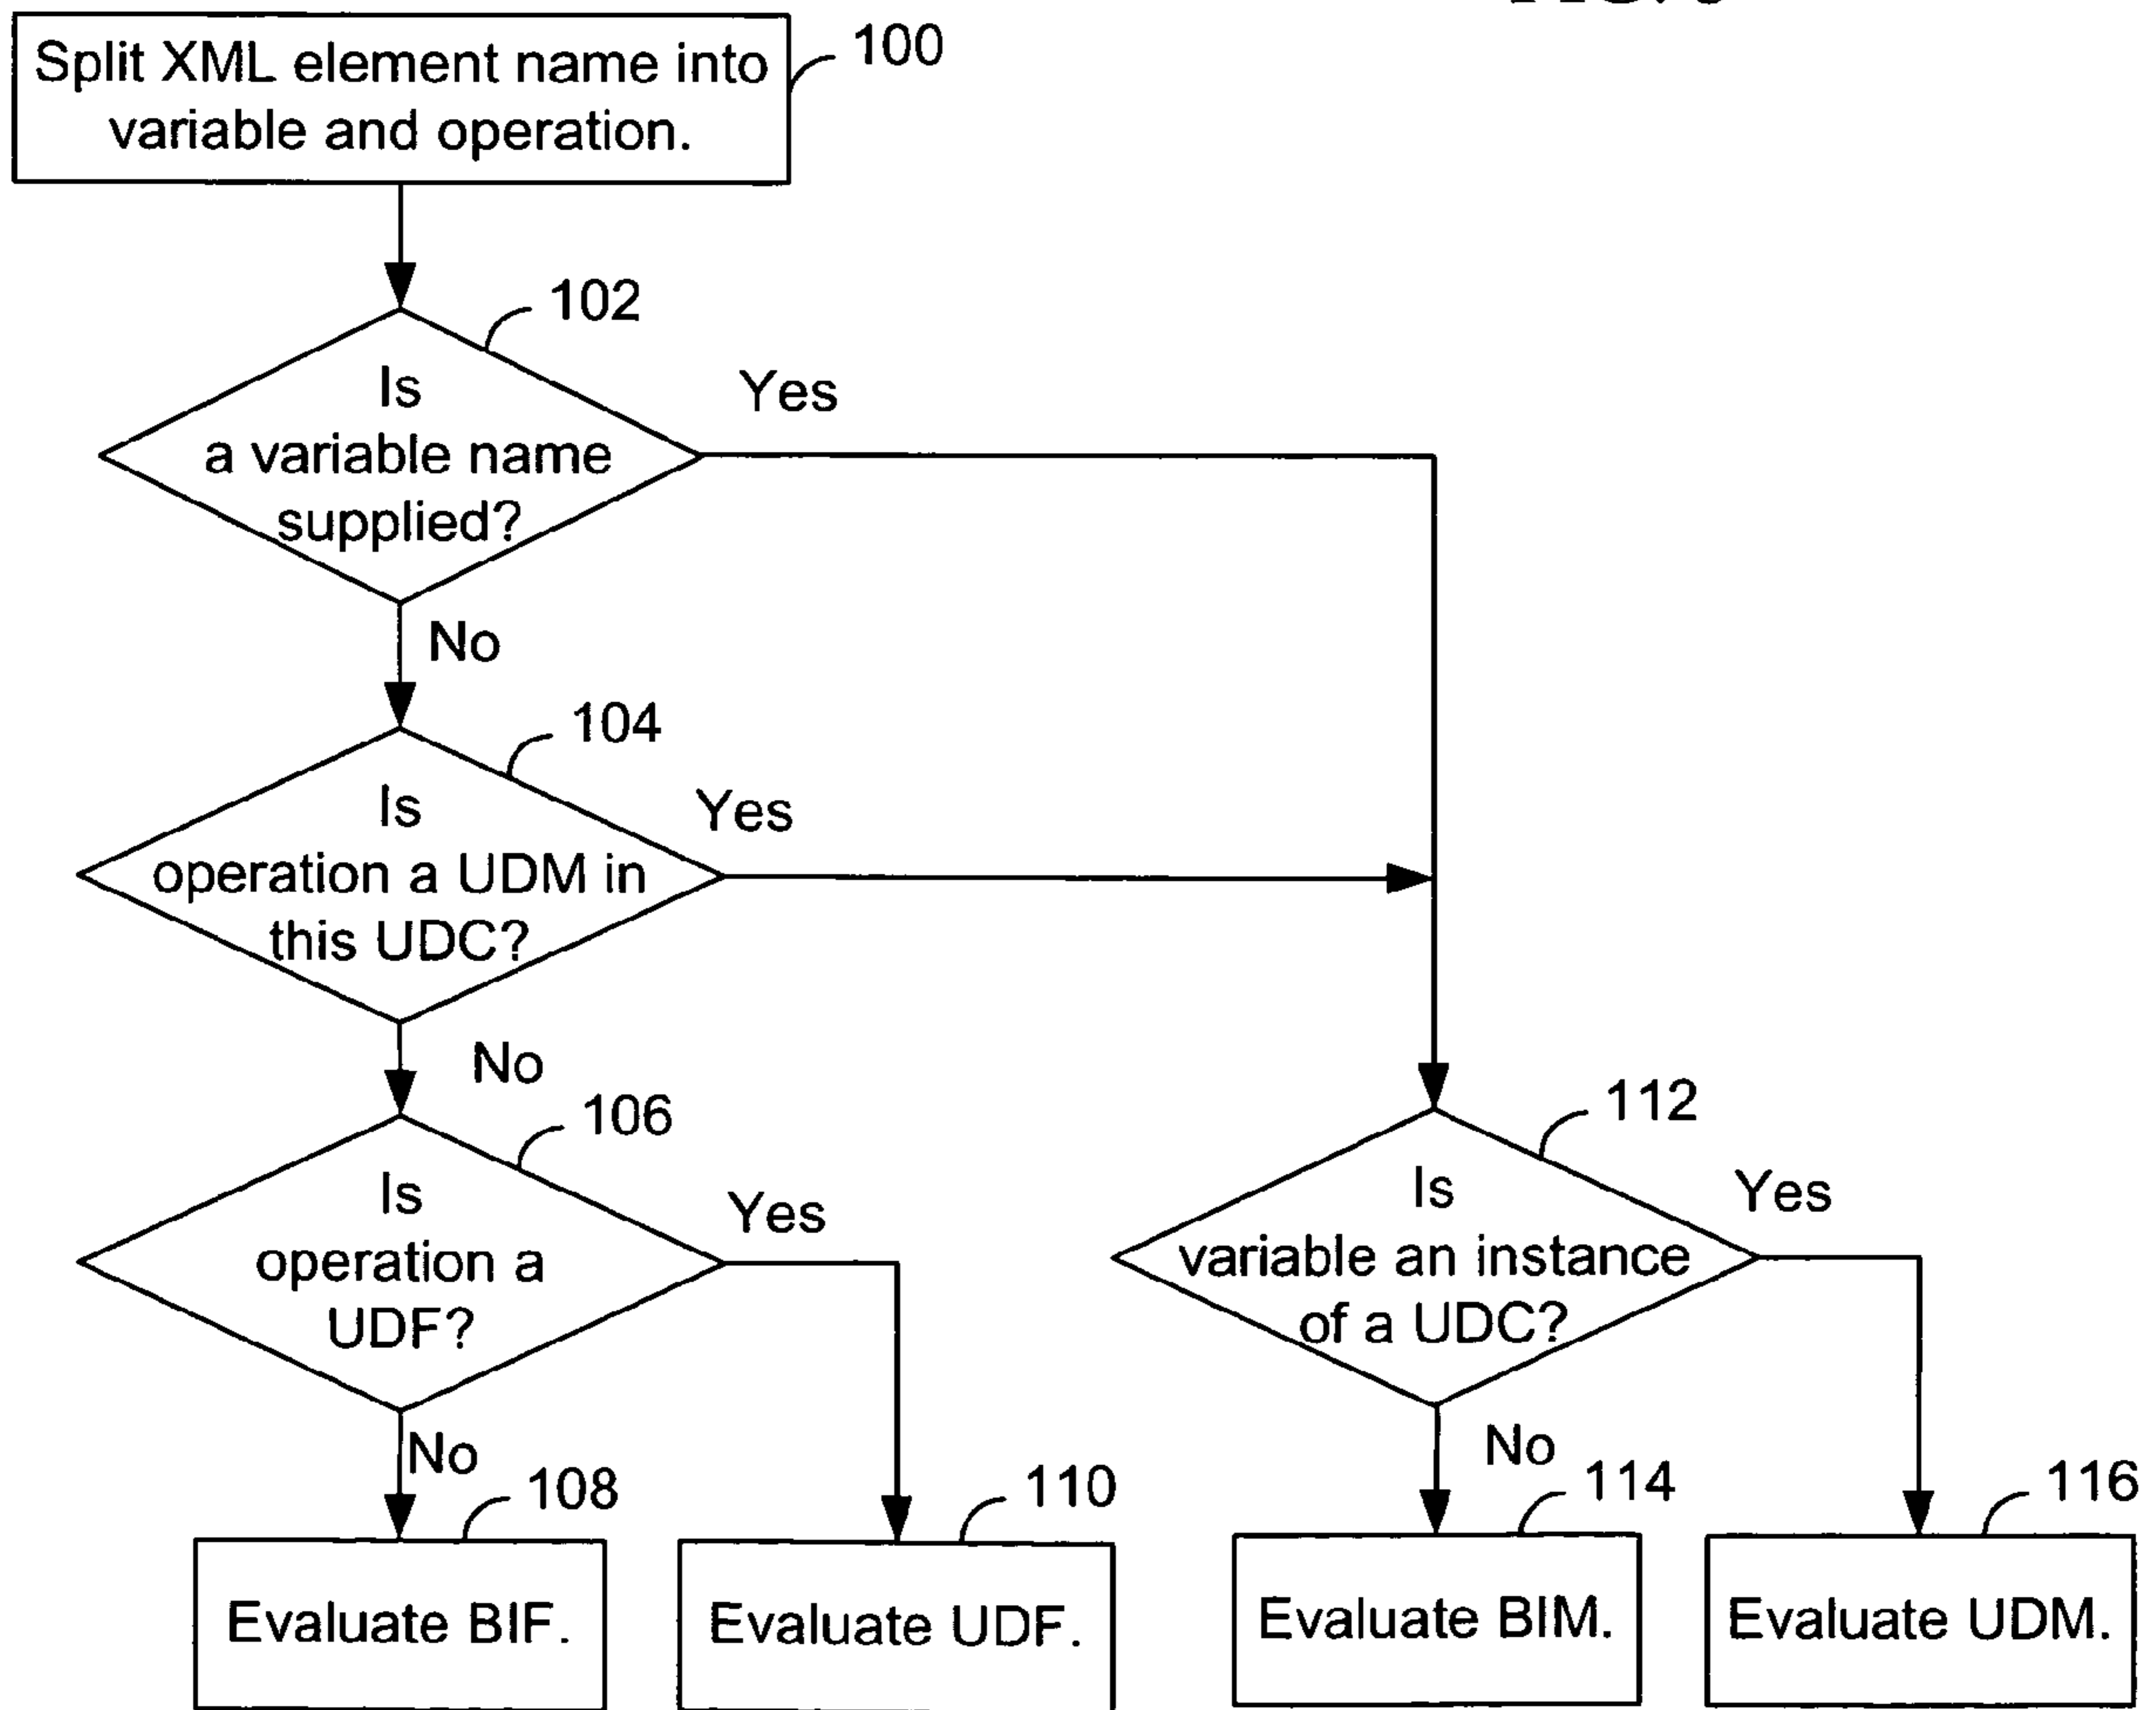 Split XML element name into
variable and operation.
100
102
Is
a variable name
supplied?
Yes
No
104
Is
operation a UDM in
this UDC?
Yes
No
106
Is
operation a
UDF?
Yes
No
112
Is
variable an instance
of a UDC?
Yes
No
108
Evaluate BIF.
110
Evaluate UDF.
114
Evaluate BIM.
116
Evaluate UDM.